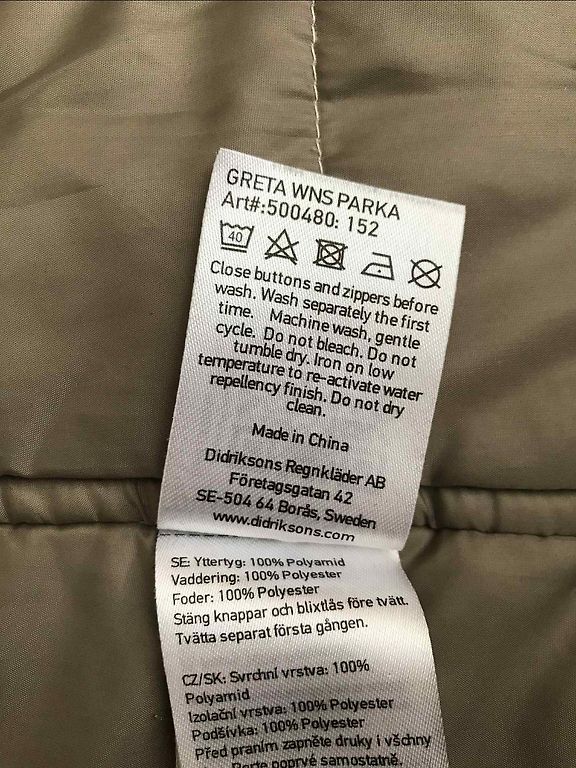 GRETA WNS PARKA
Art#:500480: 152
40
Close buttons and zippers before
wash. Wash separately the first
time. Machine wash, gentle
cycle. Do not bleach. Do not
tumble dry. Iron on low
temperature to re-activate water
repellency finish. Do not dry
clean.
Made in China
Didriksons Regnkläder AB
Företagsgatan 42
SE-504 64 Borås, Sweden
www.didriksons.com
SE: Yttertyg: 100% Polyamid
Vaddering: 100% Polyester
Foder: 100% Polyester
Stäng knappar och blixtlås före tvätt.
Tvätta separat första gången.
CZ/SK: Svrchní vrstva: 100%
Polyamid
Izolační vrstva: 100% Polyester
Podšívka: 100% Polyester
Před praním zapněte druky i všechny
Perte poprvé samostatně.